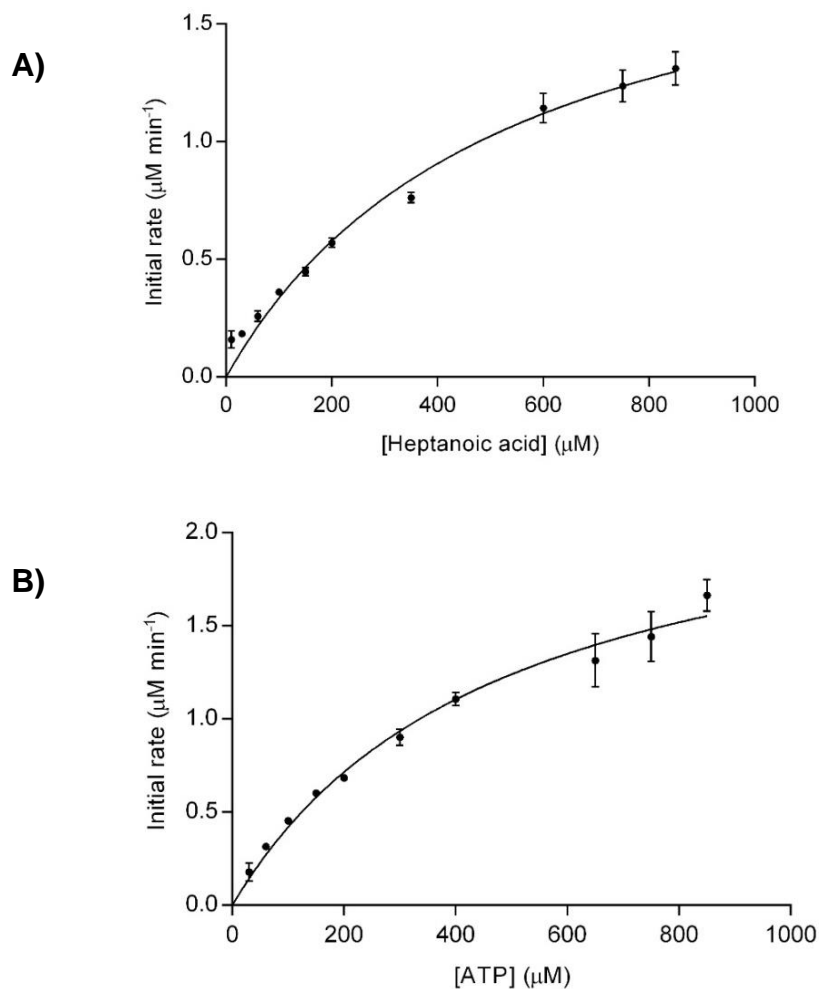 A)
1.5
1.0
0.5
0.0
Initial rate (μM min⁻¹)
0 200 400 600 800 1000
[Heptanoic acid] (μM)
B)
2.0
1.5
1.0
0.5
0.0
Initial rate (μM min⁻¹)
0 200 400 600 800 1000
[ATP] (μM)